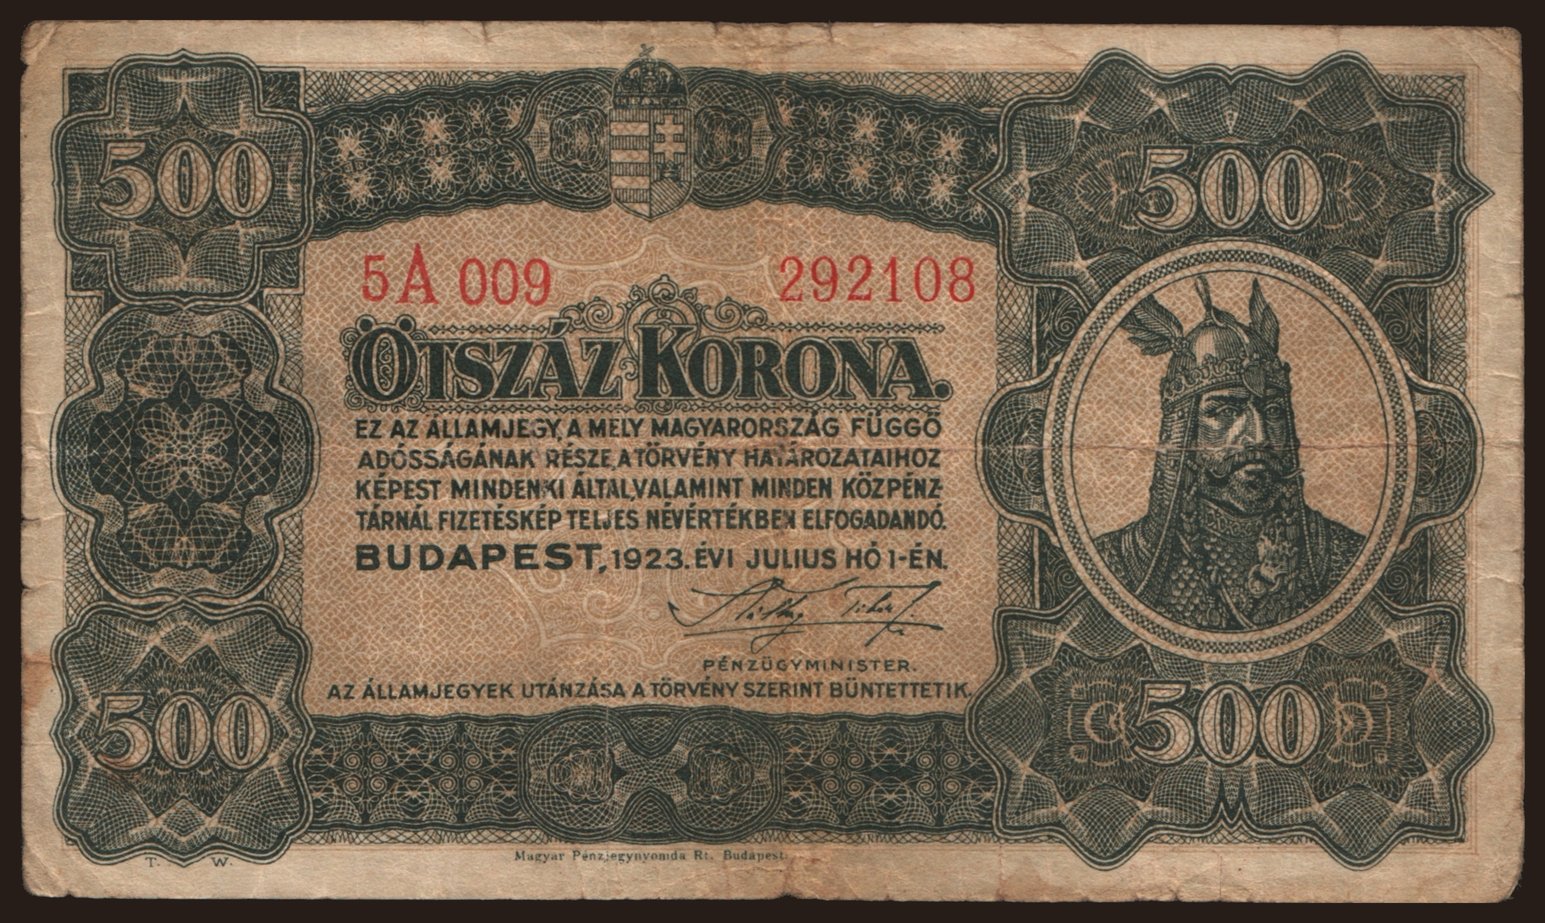 500
500
5A 009 292108
ÖTSZÁZ KORONA.
EZ AZ ÁLLAMJEGY, A MELY MAGYARORSZÁG FÜGGŐ
ADÓSSÁGÁNAK RÉSZE, A TÖRVÉNY HATÁROZATAIHOZ
KÉPEST MINDENKI ÁLTAL, VALAMINT MINDEN KÖZPÉNZ
TÁRNÁL FIZETÉSKÉP TELJES NÉVÉRTÉKBEN ELFOGADANDÓ.
BUDAPEST, 1923. ÉVI JULIUS HÓ 1-ÉN.
PÉNZÜGYMINISTER.
AZ ÁLLAMJEGYEK UTÁNZÁSA A TÖRVÉNY SZERINT BÜNTETTETIK.
500
500
T. W.
Magyar Pénzjegynyomda Rt. Budapest.